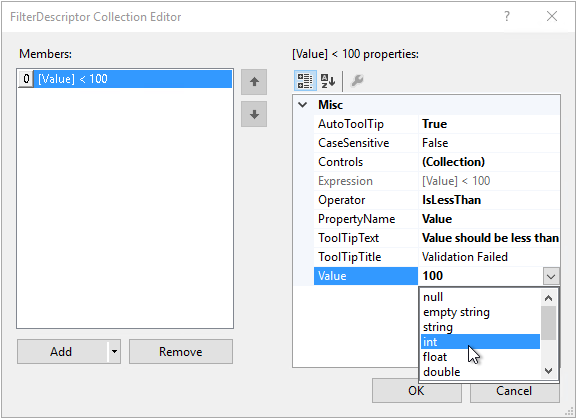 FilterDescriptor Collection Editor
Members:
0 [Value] < 100
Add
Remove
[Value] < 100 properties:
Misc
AutoToolTip True
CaseSensitive False
Controls (Collection)
Expression [Value] < 100
Operator IsLessThan
PropertyName Value
ToolTipText Value should be less than
ToolTipTitle Validation Failed
Value 100
null
empty string
string
int
float
double
OK
Cancel